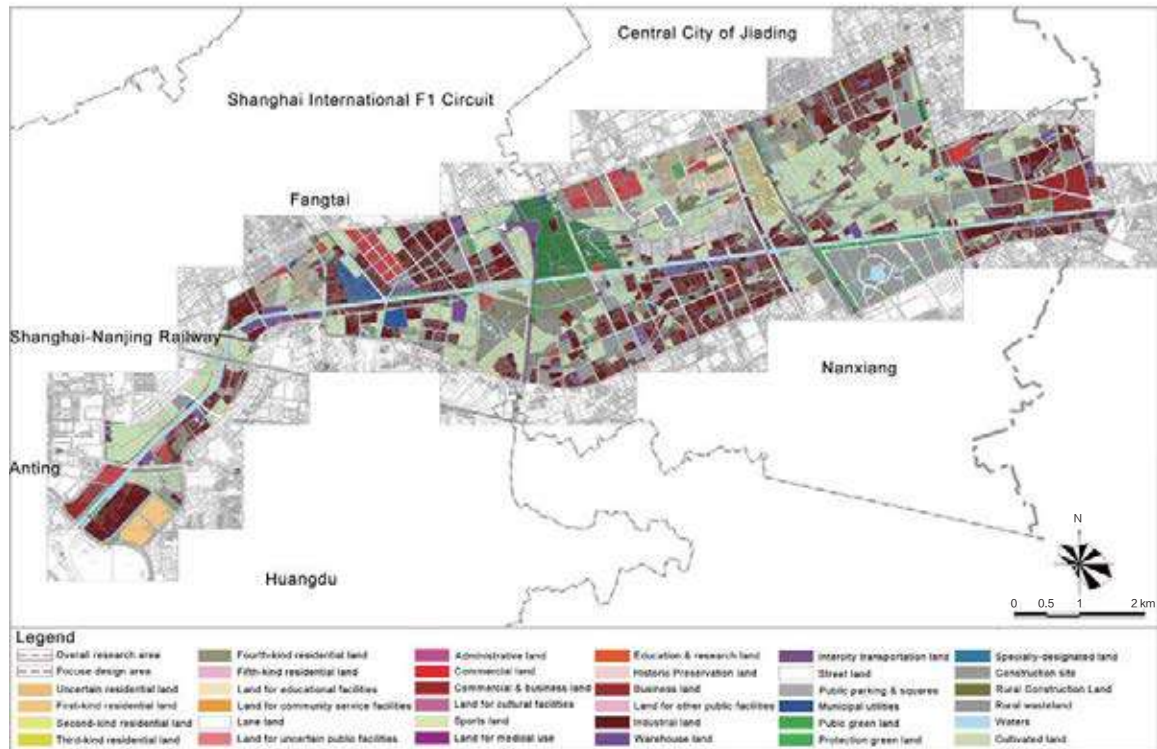 Central City of Jiading
Shanghai International F1 Circuit
Fangtai
Shanghai-Nanjing Railway
Nanxiang
Anting
Huangdu
N
0 0.5 1 2 km
Legend
Overall research area
Focuse design area
Uncertain residential land
First-kind residential land
Second-kind residential land
Third-kind residential land
Fourth-kind residential land
Fifth-kind residential land
Land for educational facilities
Land for community service facilities
Lane land
Land for uncertain public facilities
Administrative land
Commercial land
Commercial & business land
Land for cultural facilities
Sports land
Land for medical use
Education & research land
Historic Preservation land
Business land
Land for other public facilities
Industrial land
Warehouse land
Intercity transportation land
Street land
Public parking & squares
Municipal utilities
Pubic green land
Protection green land
Specialy-designated land
Construction site
Rural Construction Land
Rural wasteland
Waters
Cultivated land